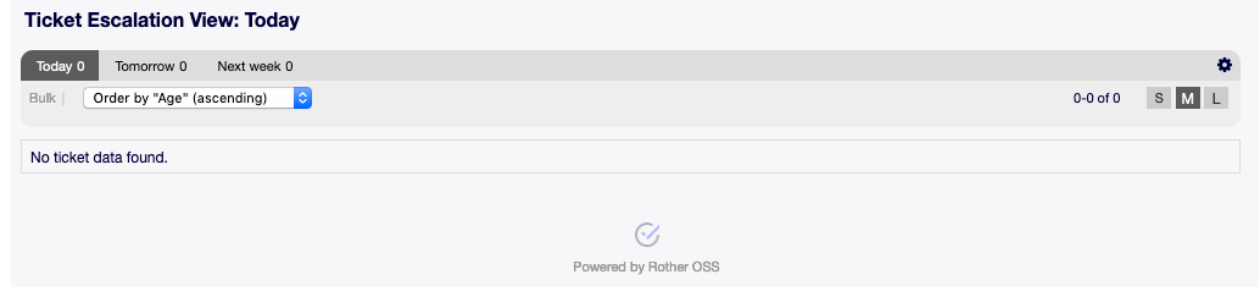 Ticket Escalation View: Today
Today 0 Tomorrow 0 Next week 0
Bulk | Order by "Age" (ascending) 0-0 of 0 S M L
No ticket data found.
Powered by Rother OSS